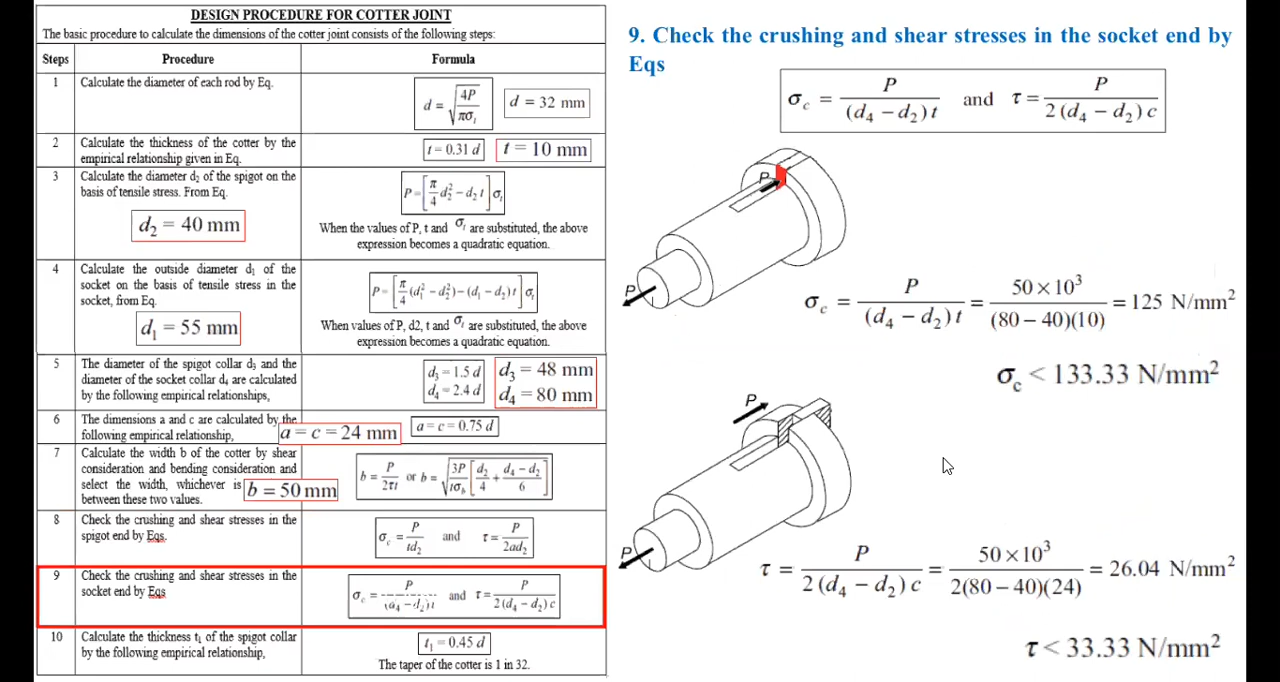 DESIGN PROCEDURE FOR COTTER JOINT
The basic procedure to calculate the dimensions of the cotter joint consists of the following steps:
Steps Procedure Formula
1 Calculate the diameter of each rod by Eq.
d = √(4P / πσₜ) d = 32 mm
2 Calculate the thickness of the cotter by the
empirical relationship given in Eq.
t = 0.31 d t = 10 mm
3 Calculate the diameter d₂ of the spigot on the
basis of tensile stress. From Eq.
d₂ = 40 mm
P = [π/4 d₂² − d₂ t] σₜ
When the values of P, t and σₜ are substituted, the above
expression becomes a quadratic equation.
4 Calculate the outside diameter d₁ of the
socket on the basis of tensile stress in the
socket, from Eq.
d₁ = 55 mm
P = [π/4 (d₁² − d₂²) − (d₁ − d₂) t] σₜ
When values of P, d2, t and σₜ are substituted, the above
expression becomes a quadratic equation.
5 The diameter of the spigot collar d₃ and the
diameter of the socket collar d₄ are calculated
by the following empirical relationships,
d₃ = 1.5 d d₃ = 48 mm
d₄ = 2.4 d d₄ = 80 mm
6 The dimensions a and c are calculated by the
following empirical relationship,
a = c = 24 mm a = c = 0.75 d
7 Calculate the width b of the cotter by shear
consideration and bending consideration and
select the width, whichever is
between these two values.
b = 50 mm
b = P / 2τt or b = √(3P / tσ_b [d₂/4 + (d₄ − d₂)/6])
8 Check the crushing and shear stresses in the
spigot end by Eqs.
σ_c = P / td₂ and τ = P / 2ad₂
9 Check the crushing and shear stresses in the
socket end by Eqs
σ_c = P / (d₄ − d₂) t and τ = P / 2(d₄ − d₂) c
10 Calculate the thickness t₁ of the spigot collar
by the following empirical relationship,
t₁ = 0.45 d
The taper of the cotter is 1 in 32.
9. Check the crushing and shear stresses in the socket end by
Eqs
σ_c = P / (d₄ − d₂) t and τ = P / 2 (d₄ − d₂) c
P
P
σ_c = P / (d₄ − d₂) t = 50 × 10³ / (80 − 40)(10) = 125 N/mm²
σ_c < 133.33 N/mm²
P
P
τ = P / 2 (d₄ − d₂) c = 50 × 10³ / 2(80 − 40)(24) = 26.04 N/mm²
τ < 33.33 N/mm²